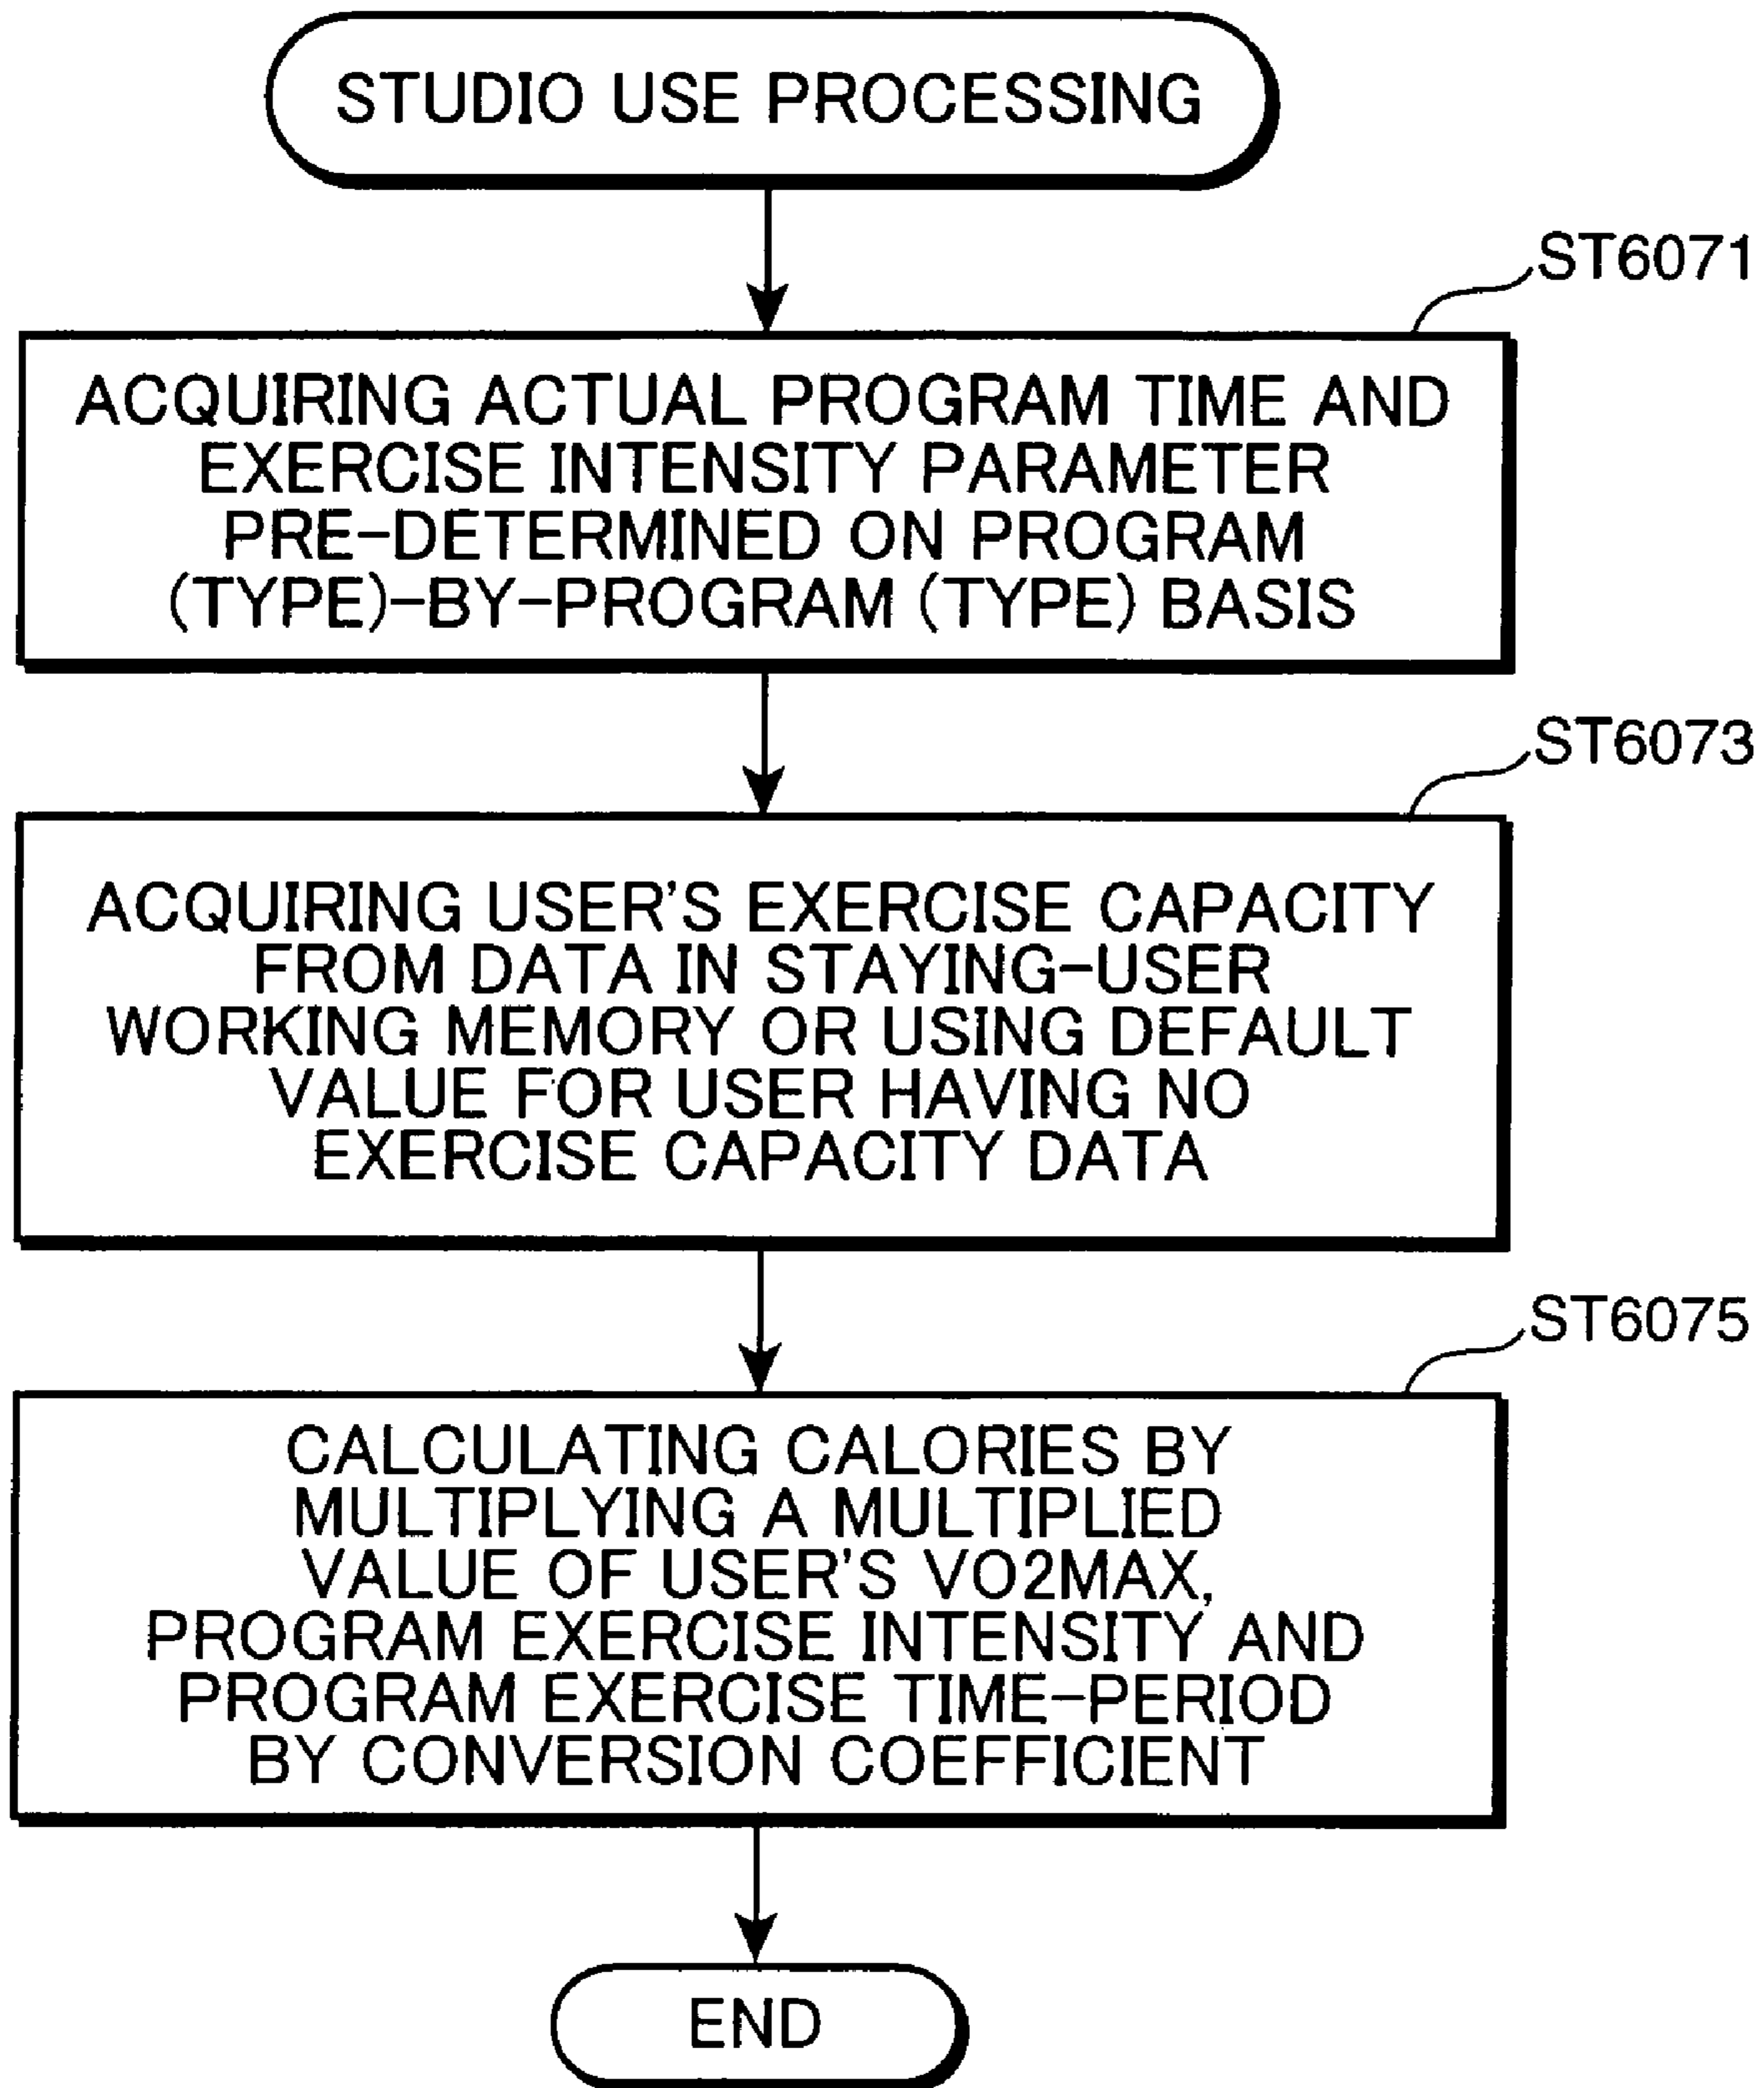 STUDIO USE PROCESSING
ST6071
ACQUIRING ACTUAL PROGRAM TIME AND
EXERCISE INTENSITY PARAMETER
PRE-DETERMINED ON PROGRAM
(TYPE)-BY-PROGRAM (TYPE) BASIS
ST6073
ACQUIRING USER'S EXERCISE CAPACITY
FROM DATA IN STAYING-USER
WORKING MEMORY OR USING DEFAULT
VALUE FOR USER HAVING NO
EXERCISE CAPACITY DATA
ST6075
CALCULATING CALORIES BY
MULTIPLYING A MULTIPLIED
VALUE OF USER'S VO2MAX,
PROGRAM EXERCISE INTENSITY AND
PROGRAM EXERCISE TIME-PERIOD
BY CONVERSION COEFFICIENT
END